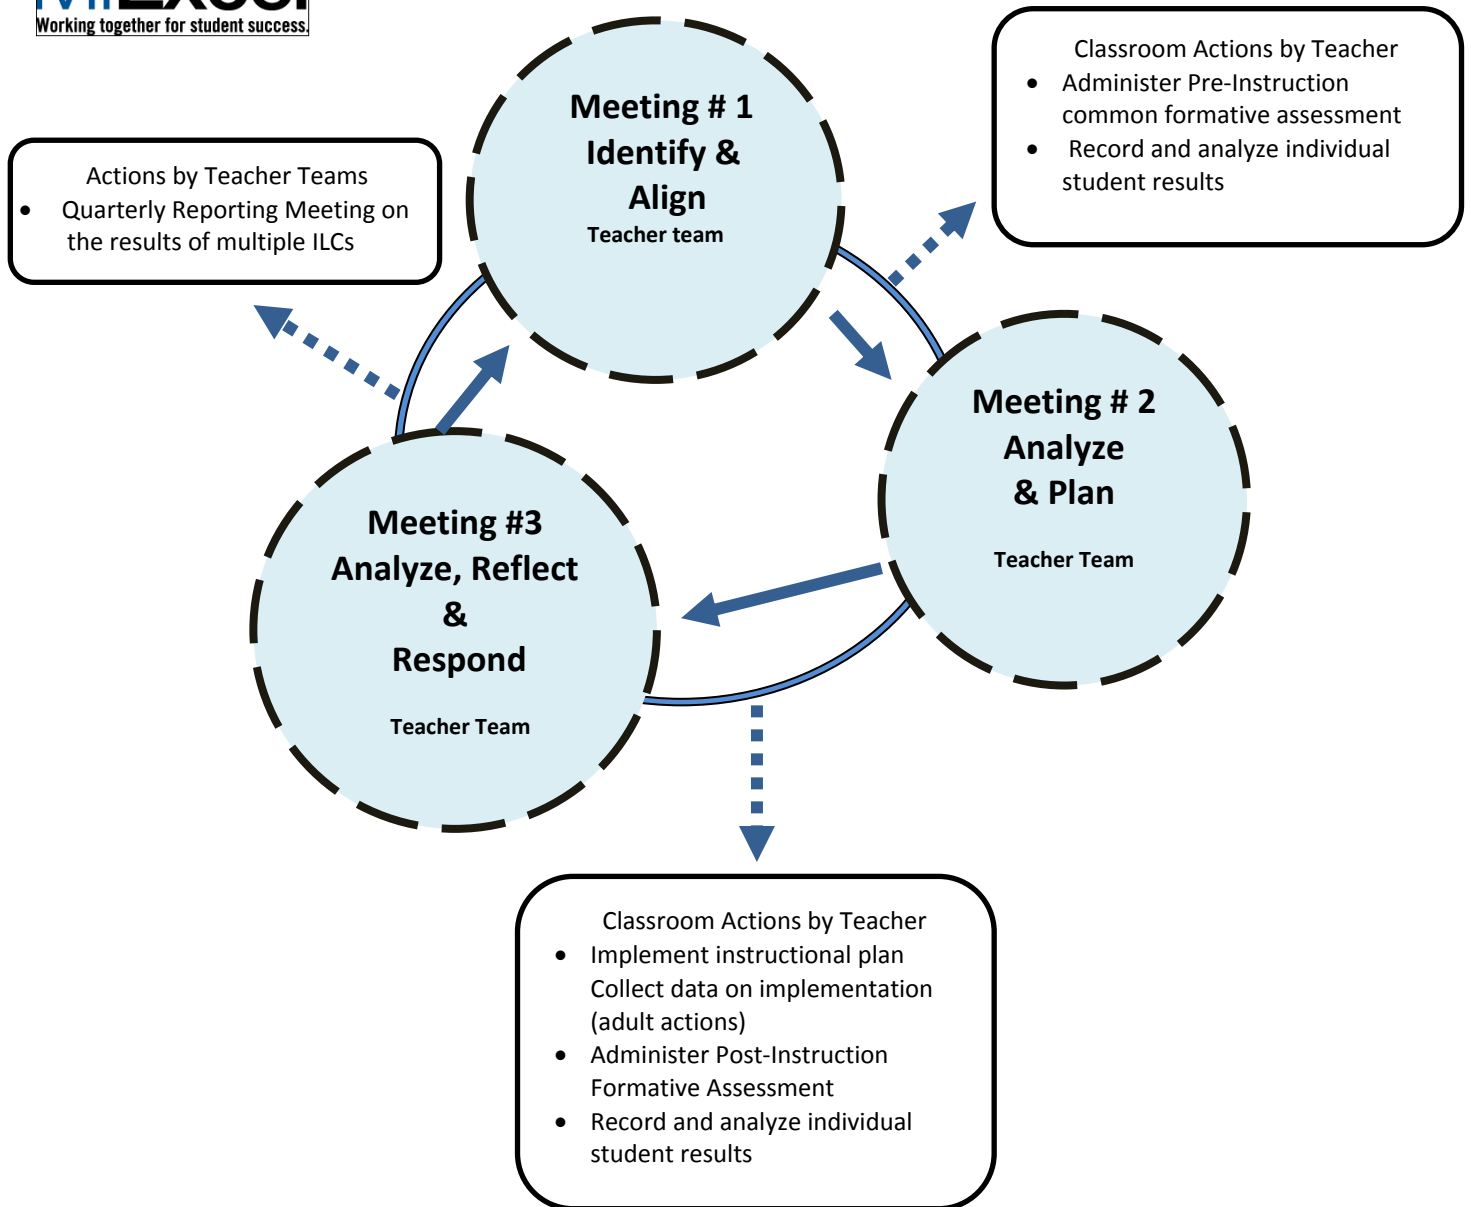 Working together for student success.
Meeting # 1
Identify &
Align
Teacher team
Classroom Actions by Teacher
• Administer Pre-Instruction
common formative assessment
• Record and analyze individual
student results
Actions by Teacher Teams
• Quarterly Reporting Meeting on
the results of multiple ILCs
Meeting # 2
Analyze
& Plan
Teacher Team
Meeting #3
Analyze, Reflect
&
Respond
Teacher Team
Classroom Actions by Teacher
• Implement instructional plan
Collect data on implementation
(adult actions)
• Administer Post-Instruction
Formative Assessment
• Record and analyze individual
student results